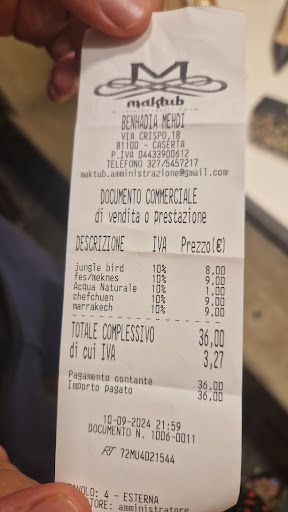 M
maktub
BENHADIA MEHDI
VIA CRISPO,18
81100 - CASERTA
P.IVA 04433900612
TELEFONO 327/5457217
maktub.amministrazione@gmail.com
DOCUMENTO COMMERCIALE
di vendita o prestazione
DESCRIZIONE IVA Prezzo(€)
jungle bird 10% 8,00
fes/meknes 10% 9,00
Acqua Naturale 10% 1,00
chefchuen 10% 9,00
marrakech 10% 9,00
TOTALE COMPLESSIVO 36,00
di cui IVA 3,27
Pagamento contante 36,00
Importo pagato 36,00
10-09-2024 21:59
DOCUMENTO N. 1006-0011
RT 72MU4021544
TAVOLO: 4 - ESTERNA
amministratore